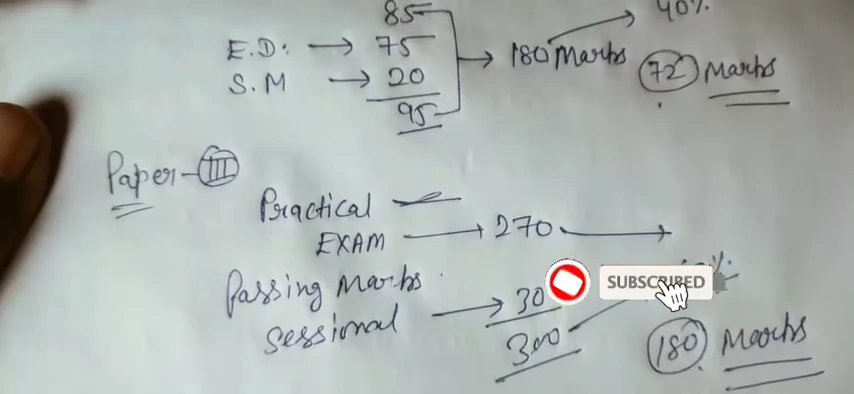 85
40%
E.D: → 75 → 180 Marks
S.M → 20
72 Marks
95
Paper-III
Practical
EXAM → 270 →
Passing Marks
Sessional → 30
SUBSCRIBED
%
300
180 Marks